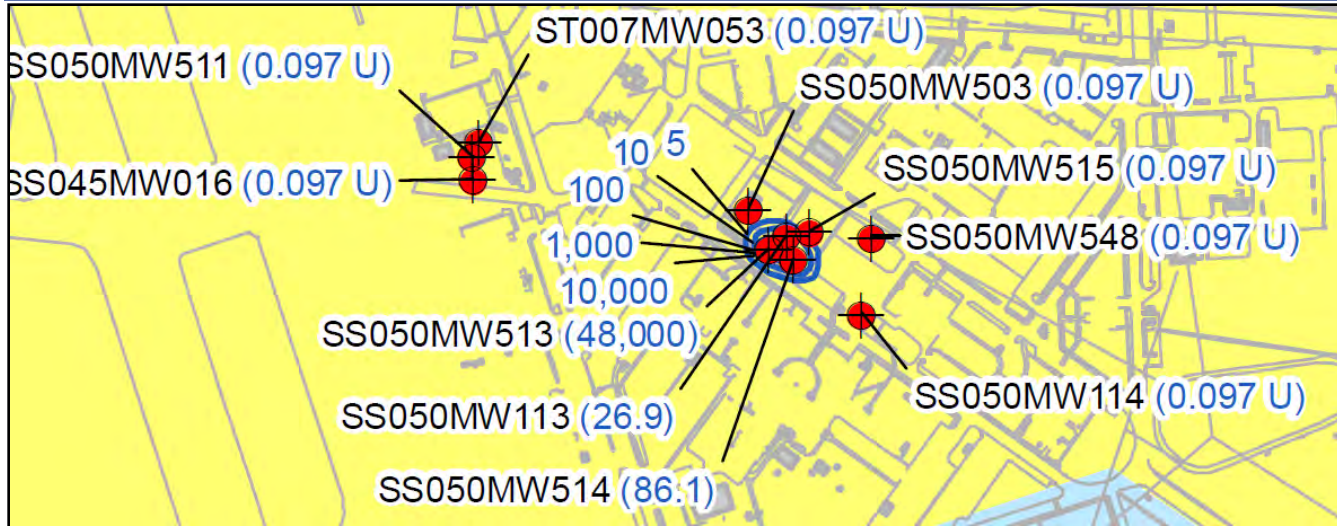 ST007MW053 (0.097 U)
SS050MW511 (0.097 U)
SS050MW503 (0.097 U)
10
5
SS050MW515 (0.097 U)
SS045MW016 (0.097 U)
100
1,000
SS050MW548 (0.097 U)
10,000
SS050MW513 (48,000)
SS050MW114 (0.097 U)
SS050MW113 (26.9)
SS050MW514 (86.1)